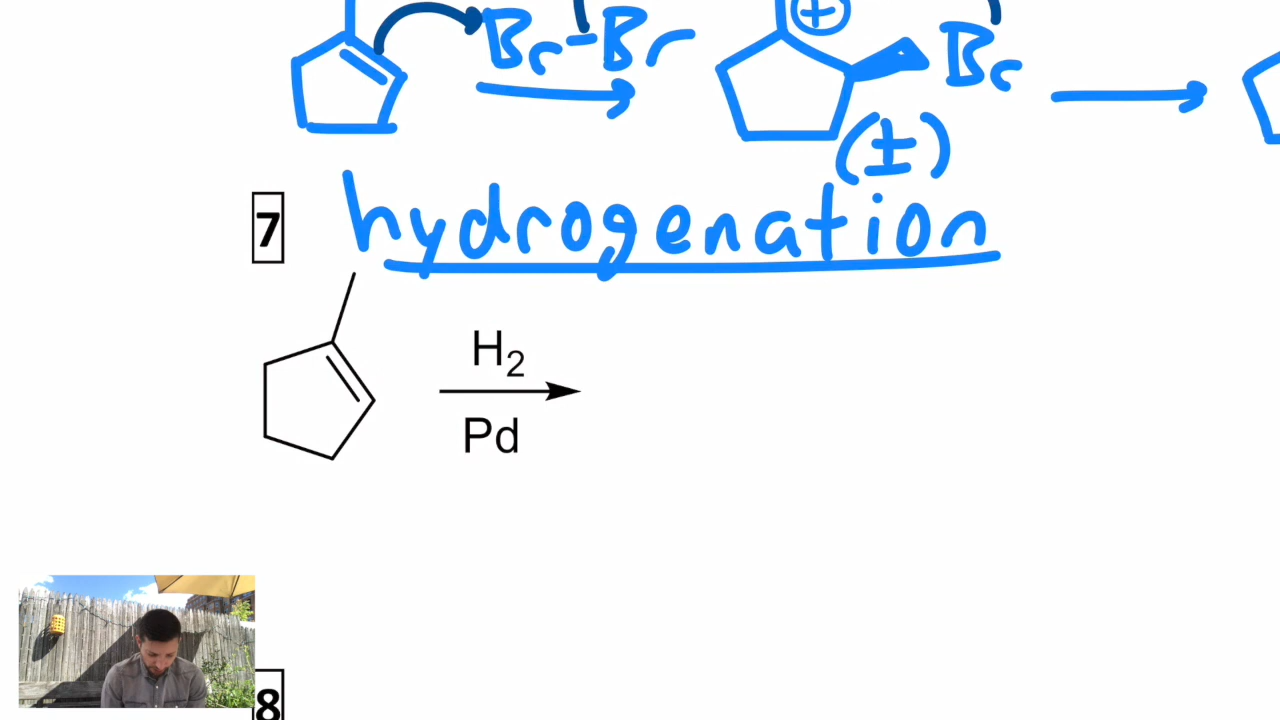 Br-Br
⊕
Br
(±)
7
hydrogenation
H₂
Pd
8